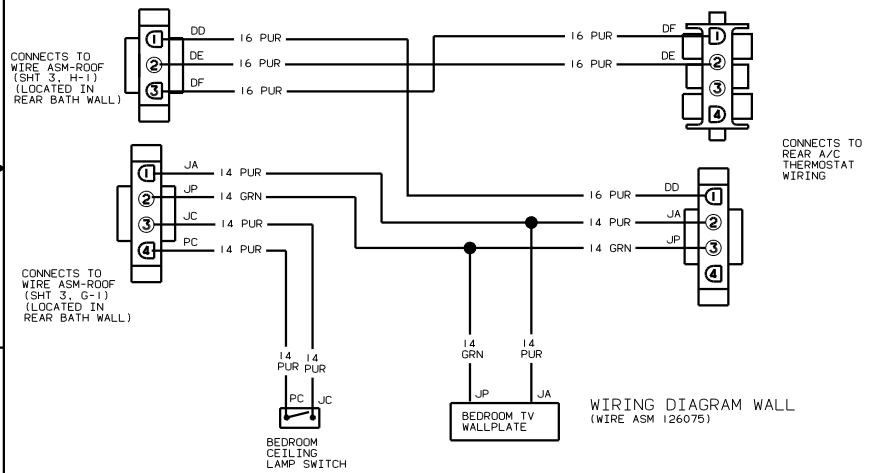 DD
16 PUR
16 PUR
DF
1
1
CONNECTS TO
WIRE ASM-ROOF
(SHT 3, H-1)
(LOCATED IN
REAR BATH WALL)
DE
16 PUR
16 PUR
DE
2
2
DF
16 PUR
3
3
4
CONNECTS TO
REAR A/C
THERMOSTAT
WIRING
JA
14 PUR
1
JP
14 GRN
2
16 PUR
DD
1
JC
14 PUR
3
14 PUR
JA
2
PC
14 PUR
4
14 GRN
JP
3
4
CONNECTS TO
WIRE ASM-ROOF
(SHT 3, G-1)
(LOCATED IN
REAR BATH WALL)
14
PUR
14
PUR
14
GRN
14
PUR
PC
JC
JP
JA
BEDROOM TV
WALLPLATE
WIRING DIAGRAM WALL
(WIRE ASM 126075)
BEDROOM
CEILING
LAMP SWITCH